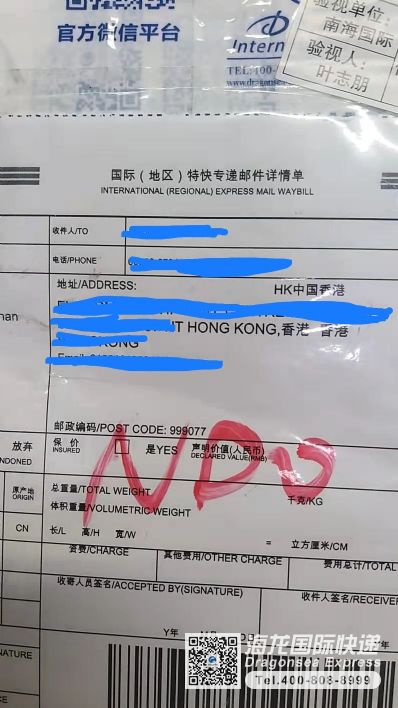 官方微信平台
Intern
TEL:400-
www.dragonsea
验视单位:
南海国际
验视人:
叶志朋
国际（地区）特快专递邮件详情单
INTERNATIONAL (REGIONAL) EXPRESS MAIL WAYBILL
收件人/TO
电话/PHONE
地址/ADDRESS:
HK中国香港
HONG KONG,香港 香港
KONG
邮政编码/POST CODE: 999077
放弃
NDONED
保价
INSURED
是YES
声明价值(人民币)
DECLARED VALUE(RMB)
NDD
原产地
ORIGIN
总重量/TOTAL WEIGHT
千克/KG
体积重量/VOLUMETRIC WEIGHT
CN
长/L 高/H 宽/W
= 立方厘米/CM
资费/CHARGE
其他费用/OTHER CHARGE
费用总计/TOTAL
收寄人员签名/ACCEPTED BY(SIGNATURE)
收件人签名/RECEIVER
年Y
年Y
NATURE
CE
海龙国际快递
Dragonsea Express
Tel.400-808-8999